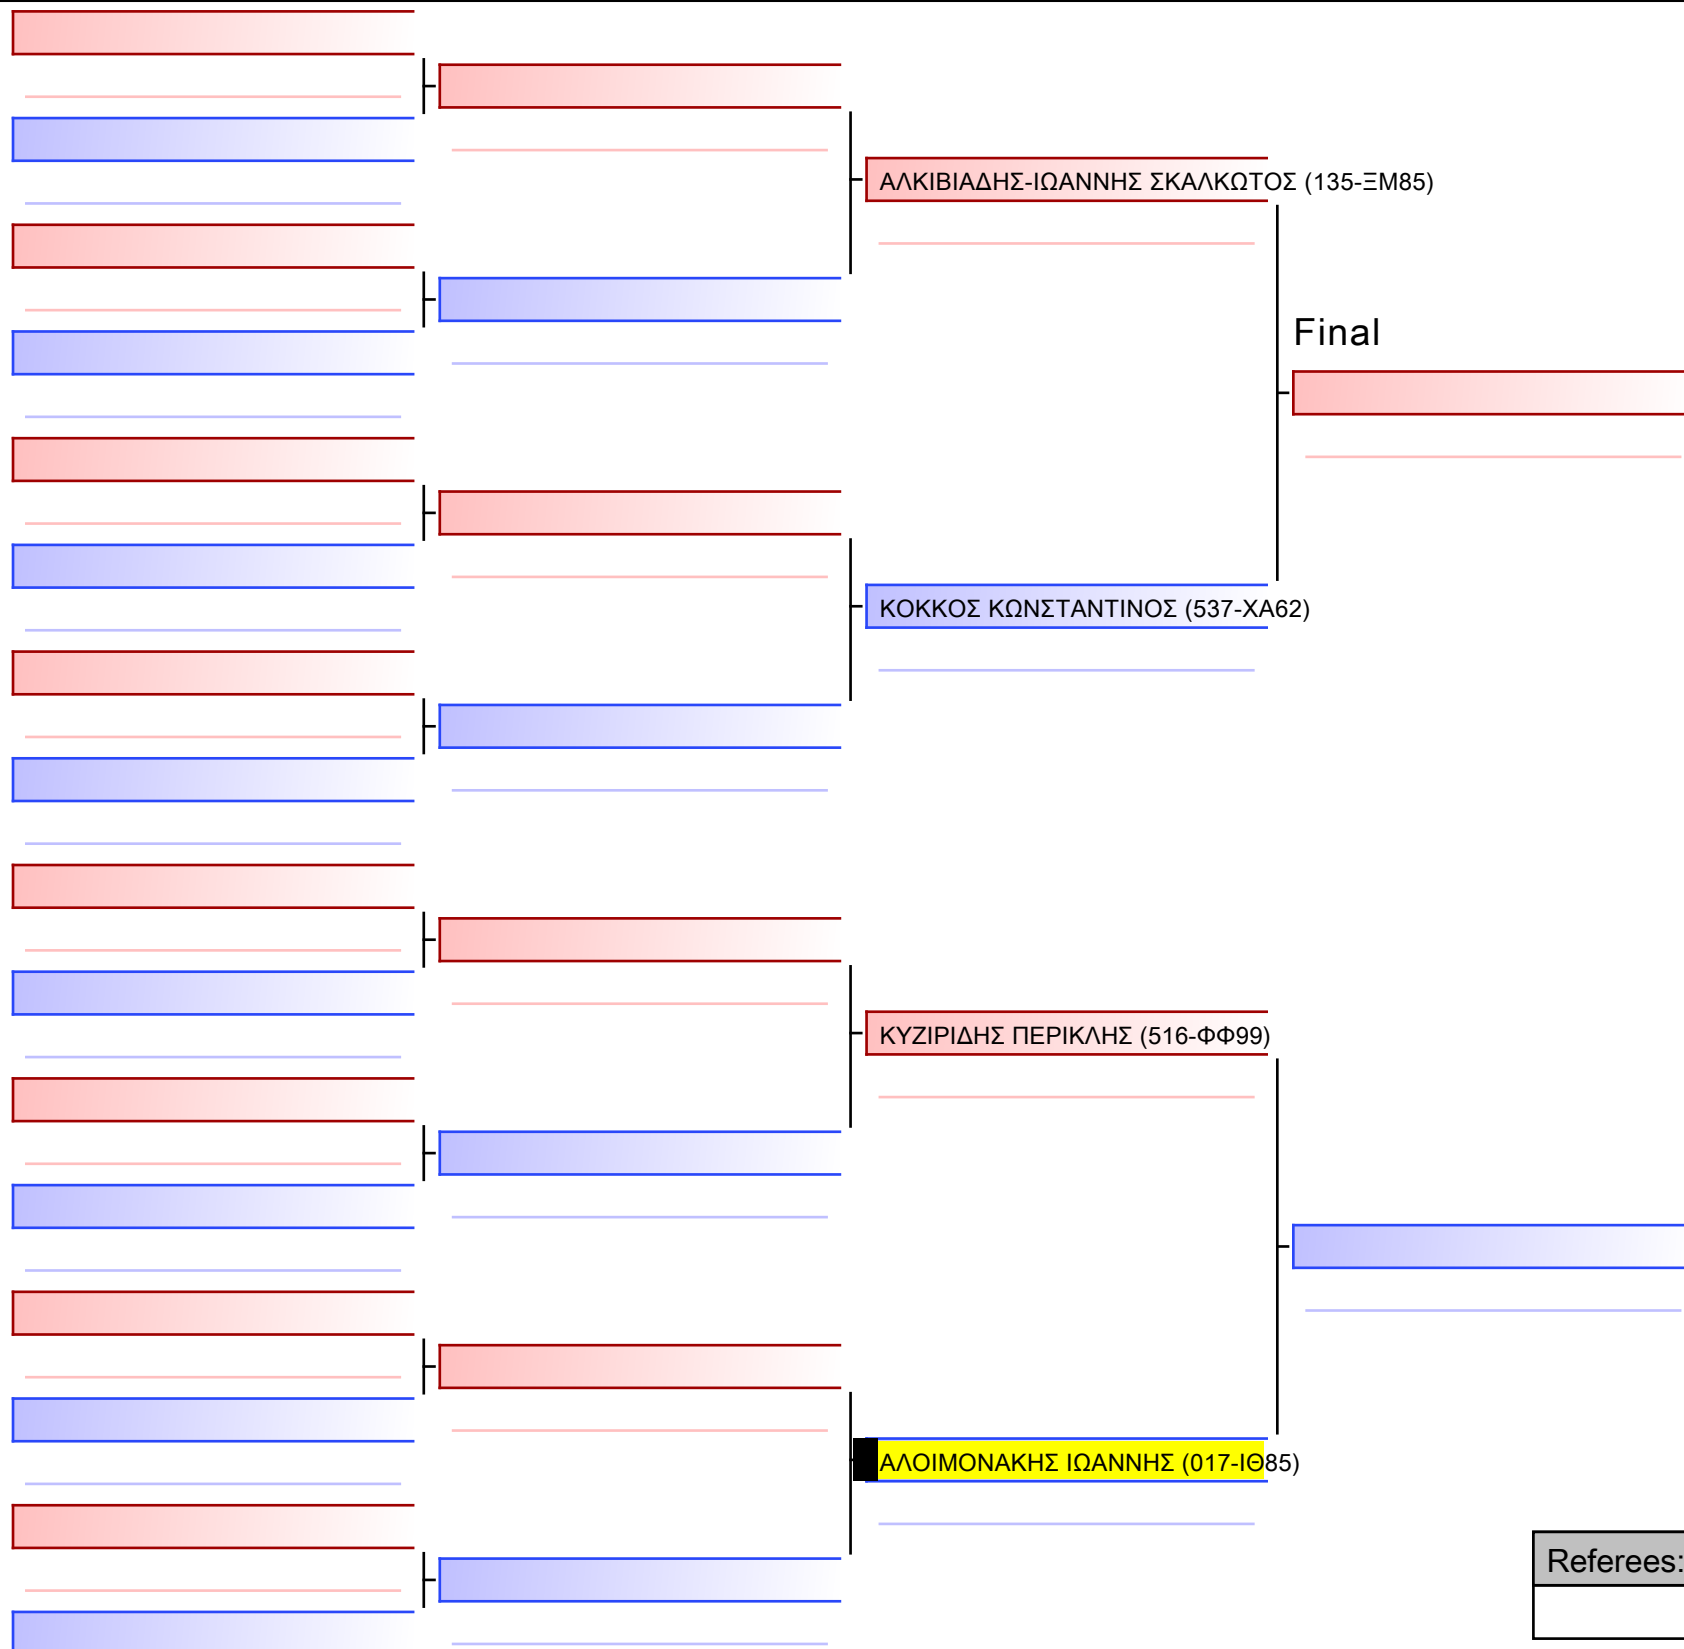 ΑΛΚΙΒΙΑΔΗΣ-ΙΩΑΝΝΗΣ ΣΚΑΛΚΩΤΟΣ (135-ΞΜ85)
Final
ΚΟΚΚΟΣ ΚΩΝΣΤΑΝΤΙΝΟΣ (537-ΧΑ62)
ΚΥΖΙΡΙΔΗΣ ΠΕΡΙΚΛΗΣ (516-ΦΦ99)
ΑΛΟΙΜΟΝΑΚΗΣ ΙΩΑΝΝΗΣ (017-ΙΘ85)
Referees: